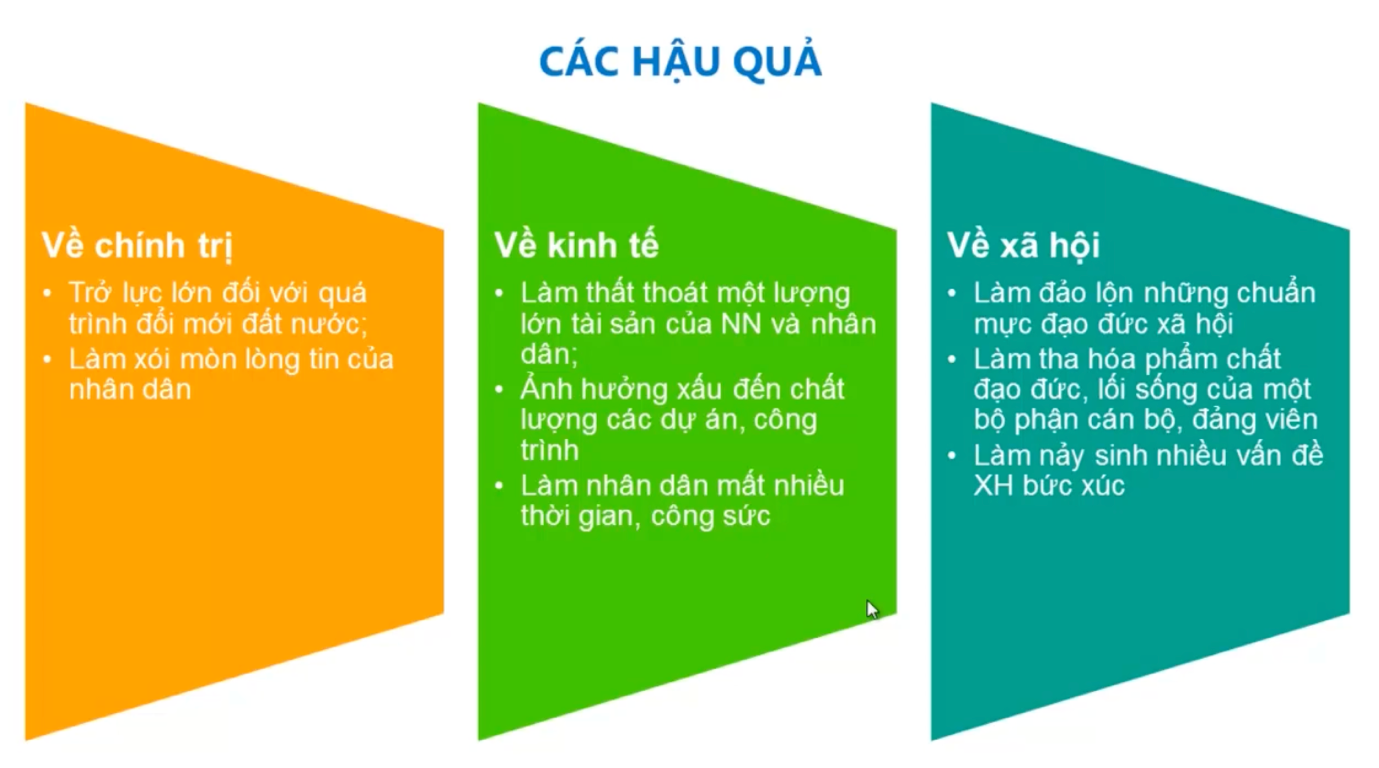 CÁC HẬU QUẢ
Về chính trị
• Trở lực lớn đối với quá
trình đổi mới đất nước;
• Làm xói mòn lòng tin của
nhân dân
Về kinh tế
• Làm thất thoát một lượng
lớn tài sản của NN và nhân
dân;
• Ảnh hưởng xấu đến chất
lượng các dự án, công
trình
• Làm nhân dân mất nhiều
thời gian, công sức
Về xã hội
• Làm đảo lộn những chuẩn
mực đạo đức xã hội
• Làm tha hóa phẩm chất
đạo đức, lối sống của một
bộ phận cán bộ, đảng viên
• Làm nảy sinh nhiều vấn đề
XH bức xúc